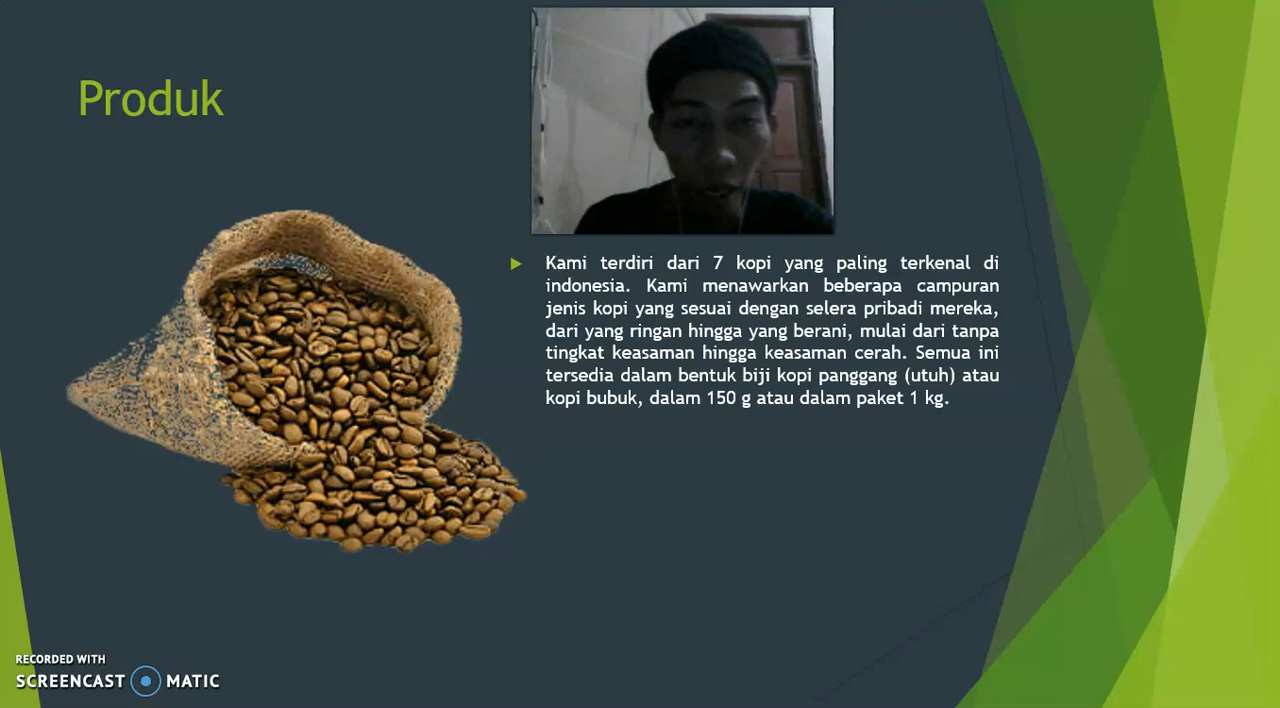 Produk
Kami terdiri dari 7 kopi yang paling terkenal di
indonesia. Kami menawarkan beberapa campuran
jenis kopi yang sesuai dengan selera pribadi mereka,
dari yang ringan hingga yang berani, mulai dari tanpa
tingkat keasaman hingga keasaman cerah. Semua ini
tersedia dalam bentuk biji kopi panggang (utuh) atau
kopi bubuk, dalam 150 g atau dalam paket 1 kg.
RECORDED WITH
SCREENCAST MATIC